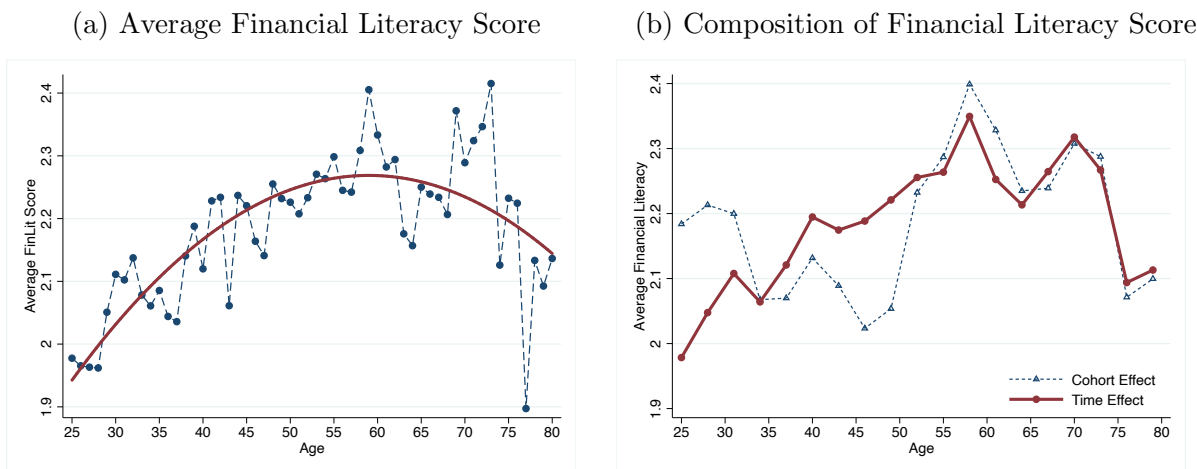 (a) Average Financial Literacy Score
Average FinLit Score
2.4
2.3
2.2
2.1
2
1.9
25 30 35 40 45 50 55 60 65 70 75 80
Age
(b) Composition of Financial Literacy Score
Average Financial Literacy
2.4
2.3
2.2
2.1
2
1.9
Cohort Effect
Time Effect
25 30 35 40 45 50 55 60 65 70 75 80
Age